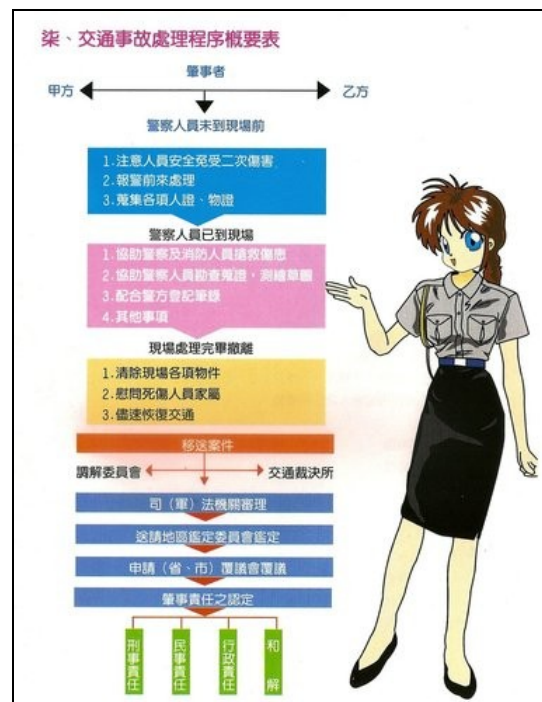 柒、交通事故處理程序概要表
肇事者
甲方 乙方
警察人員未到現場前
1.注意人員安全免受二次傷害
2.報警前來處理
3.蒐集各項人證、物證
警察人員已到現場
1.協助警察及消防人員搶救傷患
2.協助警察人員勘查蒐證，測繪草圖
3.配合警方登記筆錄
4.其他事項
現場處理完畢撤離
1.清除現場各項物件
2.慰問死傷人員家屬
3.儘速恢復交通
移送案件
調解委員會 交通裁決所
司（軍）法機關審理
送請地區鑑定委員會鑑定
申請（省、市）覆議會覆議
肇事責任之認定
刑事責任
民事責任
行政責任
和解